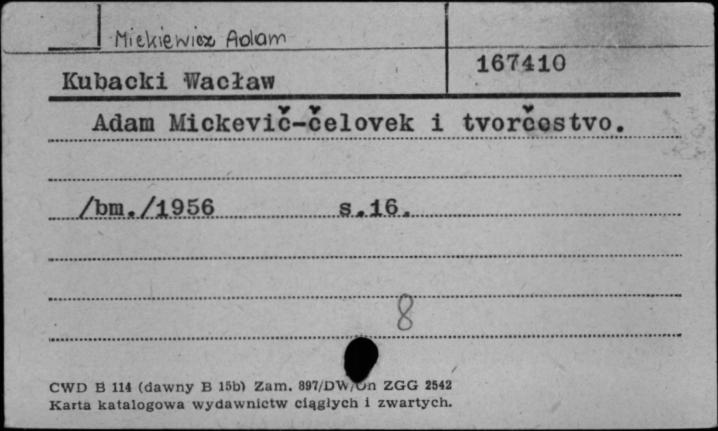 Mickiewicz Adam
167410
Kubacki Wacław
Adam Mickevič-čelovek i tvorčestvo.
/bm./1956 s.16.
8
CWD B 114 (dawny B 15b) Zam. 897/DW/Dn ZGG 2542
Karta katalogowa wydawnictw ciągłych i zwartych.